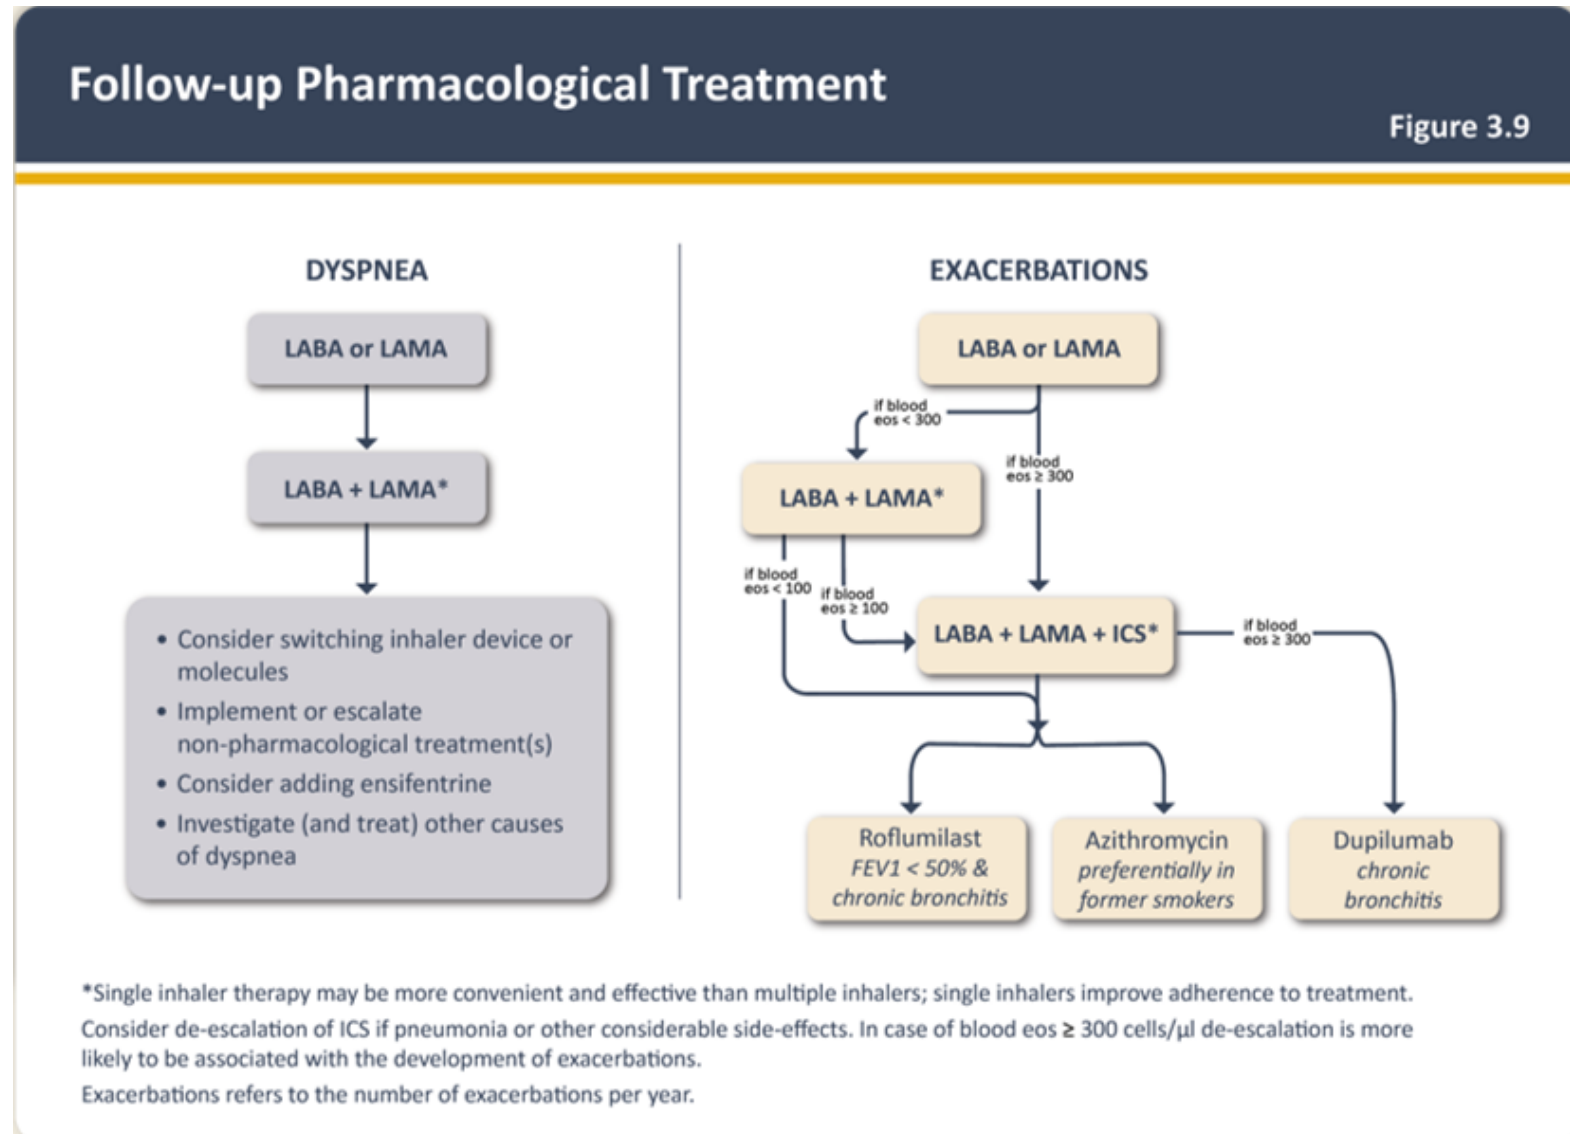 Follow-up Pharmacological Treatment
Figure 3.9
DYSPNEA
LABA or LAMA
LABA + LAMA*
• Consider switching inhaler device or
molecules
• Implement or escalate
non-pharmacological treatment(s)
• Consider adding ensifentrine
• Investigate (and treat) other causes
of dyspnea
EXACERBATIONS
LABA or LAMA
if blood
eos < 300
if blood
eos ≥ 300
LABA + LAMA*
if blood
eos < 100
if blood
eos ≥ 100
LABA + LAMA + ICS*
if blood
eos ≥ 300
Roflumilast
FEV1 < 50% &
chronic bronchitis
Azithromycin
preferentially in
former smokers
Dupilumab
chronic
bronchitis
*Single inhaler therapy may be more convenient and effective than multiple inhalers; single inhalers improve adherence to treatment.
Consider de-escalation of ICS if pneumonia or other considerable side-effects. In case of blood eos ≥ 300 cells/μl de-escalation is more
likely to be associated with the development of exacerbations.
Exacerbations refers to the number of exacerbations per year.